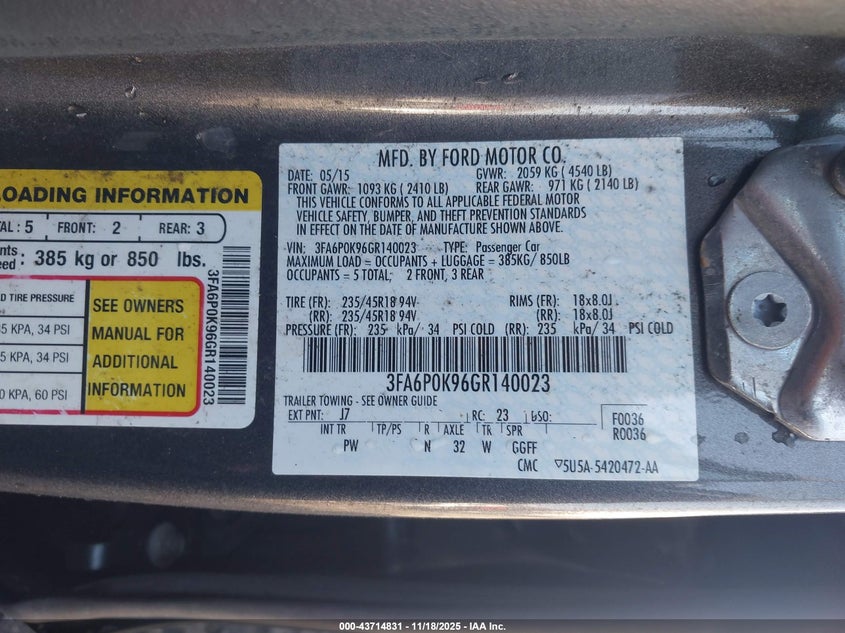 LOADING INFORMATION
5 FRONT: 2 REAR: 3
385 kg or 850 lbs.
TIRE PRESSURE
KPA, 34 PSI
KPA, 34 PSI
KPA, 60 PSI
SEE OWNERS
MANUAL FOR
ADDITIONAL
INFORMATION
3FA6P0K96GR140023
MFD. BY FORD MOTOR CO.
DATE: 05/15 GVWR: 2059 KG ( 4540 LB)
FRONT GAWR: 1093 KG ( 2410 LB) REAR GAWR: 971 KG ( 2140 LB)
THIS VEHICLE CONFORMS TO ALL APPLICABLE FEDERAL MOTOR
VEHICLE SAFETY, BUMPER, AND THEFT PREVENTION STANDARDS
IN EFFECT ON THE DATE OF MANUFACTURE SHOWN ABOVE.
VIN: 3FA6P0K96GR140023 TYPE: Passenger Car
MAXIMUM LOAD = OCCUPANTS + LUGGAGE = 385KG/ 850LB
OCCUPANTS = 5 TOTAL; 2 FRONT, 3 REAR
TIRE (FR): 235/45R18 94V RIMS (FR): 18x8.0J
(RR): 235/45R18 94V (RR): 18x8.0J
PRESSURE (FR): 235 kPa/ 34 PSI COLD (RR): 235 kPa/ 34 PSI COLD
3FA6P0K96GR140023
TRAILER TOWING - SEE OWNER GUIDE
EXT PNT: J7 RC: 23 DSO: F0036
INT TR TP/PS R AXLE TR SPR R0036
PW N 32 W GGFF
CMC ▽5U5A-5420472-AA
000-43714831 - 11/18/2025 - IAA Inc.